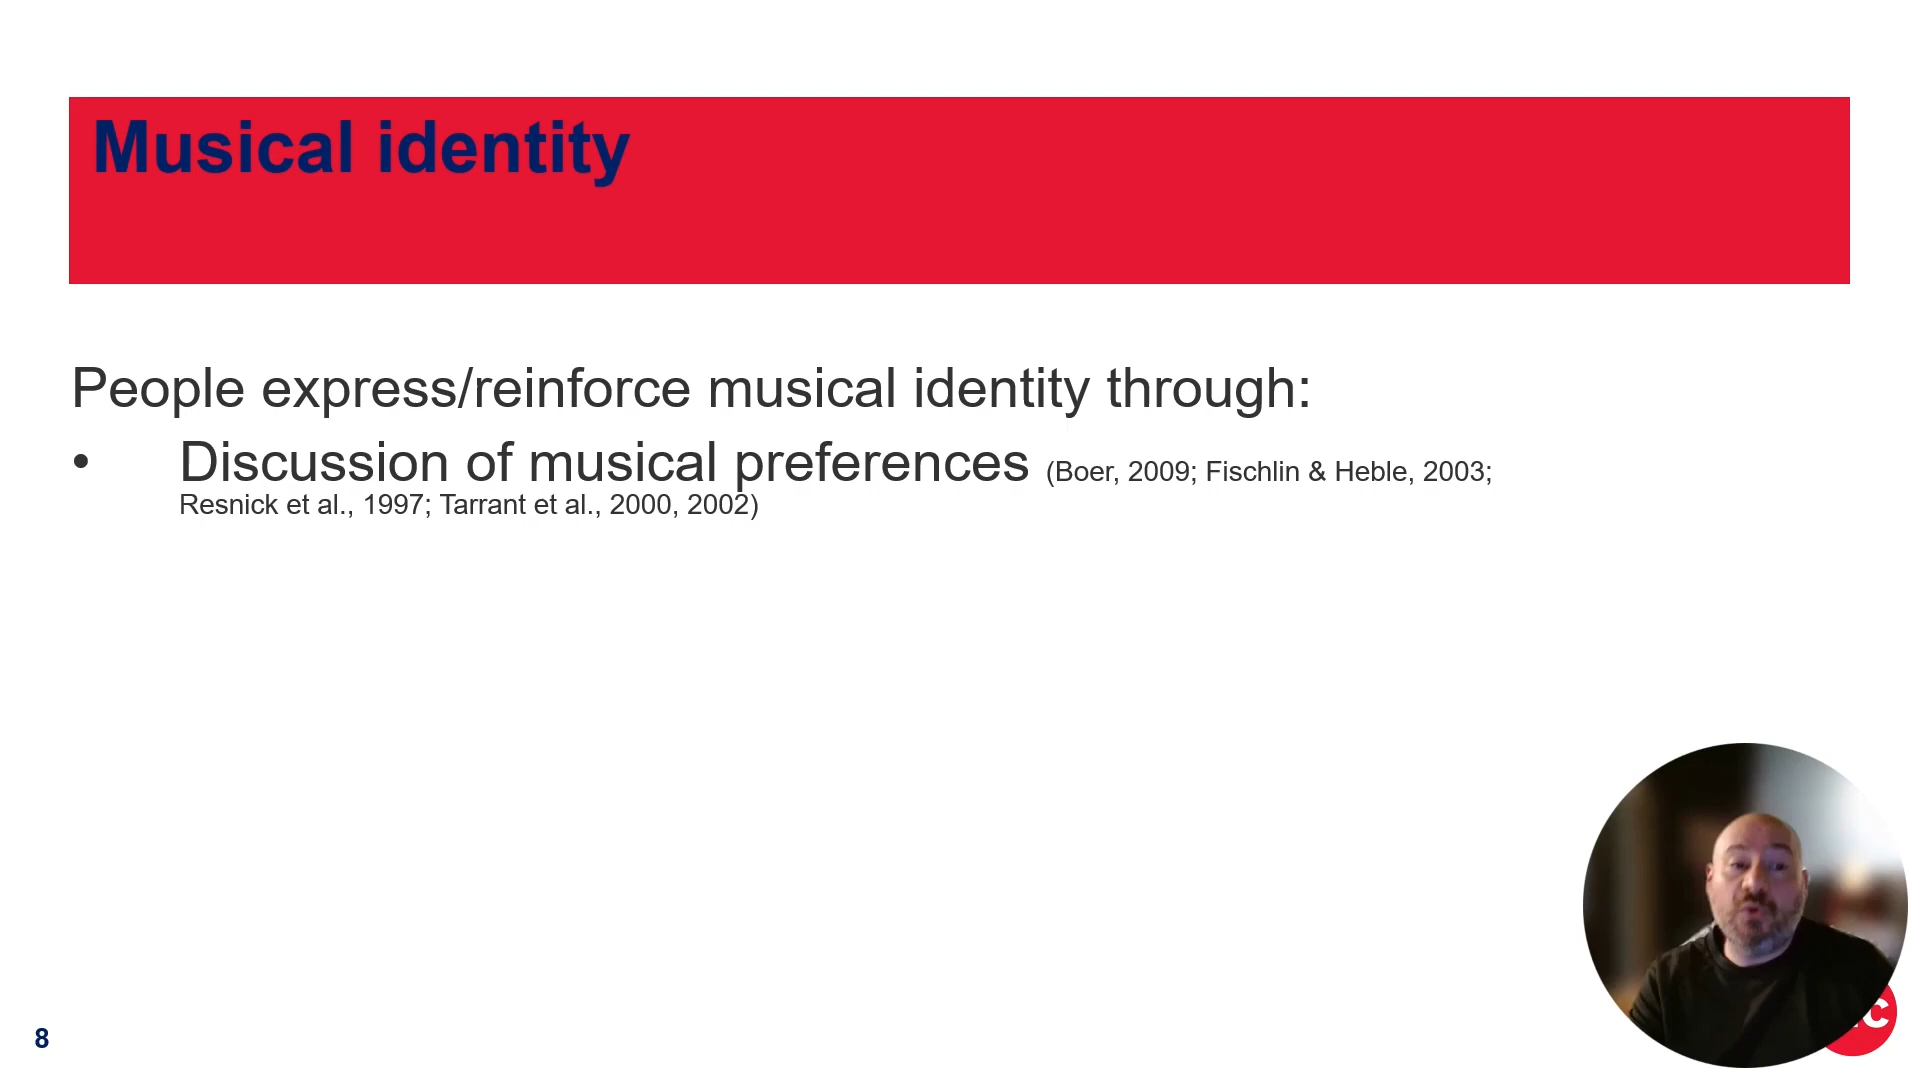 Musical identity
People express/reinforce musical identity through:
• Discussion of musical preferences (Boer, 2009; Fischlin & Heble, 2003;
Resnick et al., 1997; Tarrant et al., 2000, 2002)
8